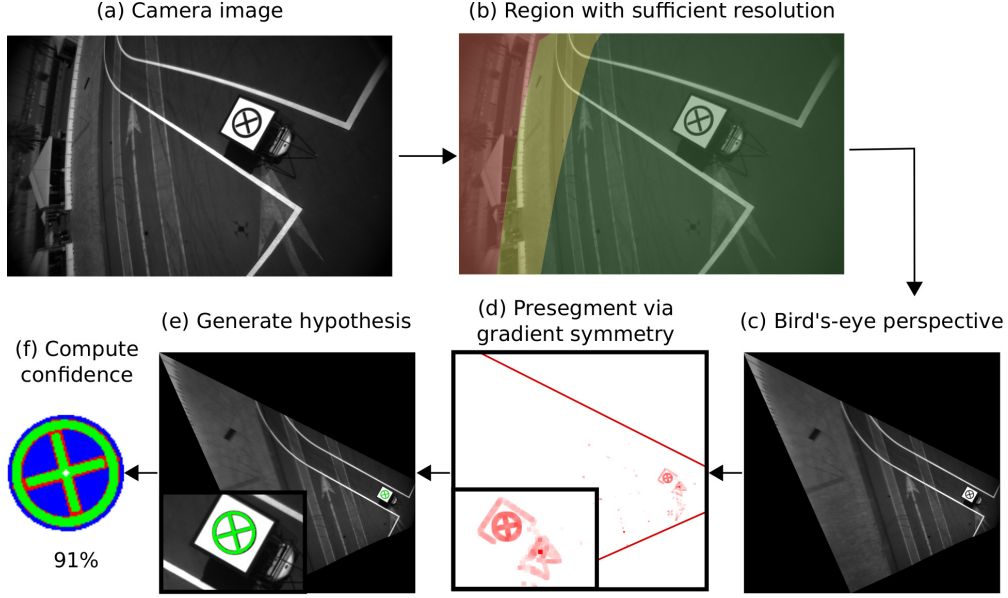 (a) Camera image
(b) Region with sufficient resolution
(c) Bird's-eye perspective
(d) Presegment via
gradient symmetry
(e) Generate hypothesis
(f) Compute
confidence
91%